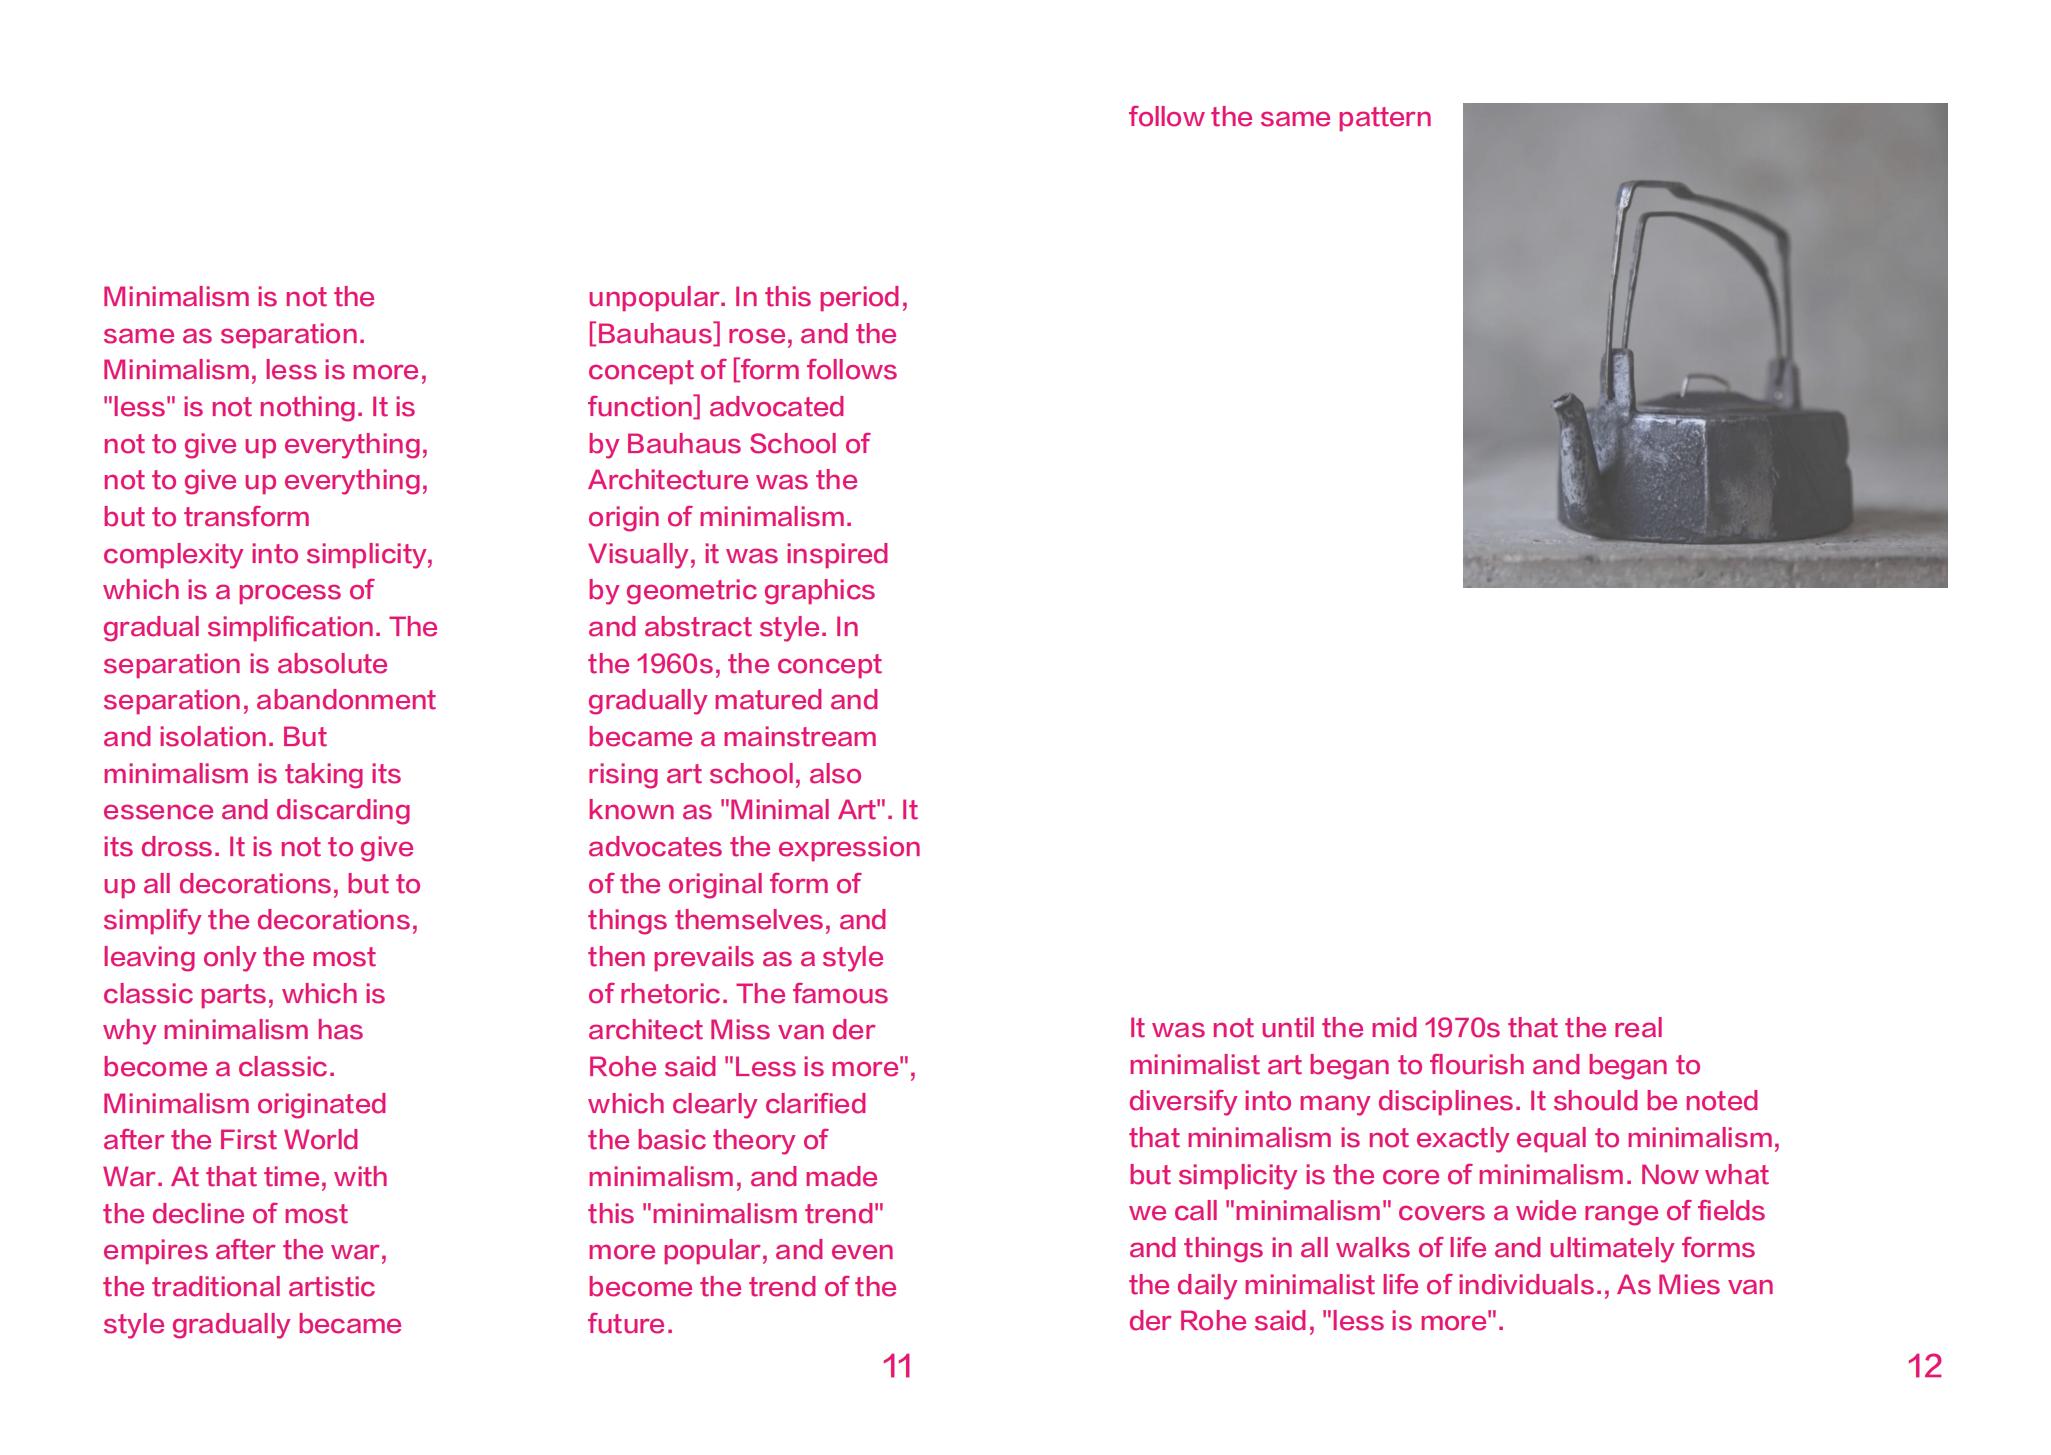 Minimalism is not the
same as separation.
Minimalism, less is more,
"less" is not nothing. It is
not to give up everything,
not to give up everything,
but to transform
complexity into simplicity,
which is a process of
gradual simplification. The
separation is absolute
separation, abandonment
and isolation. But
minimalism is taking its
essence and discarding
its dross. It is not to give
up all decorations, but to
simplify the decorations,
leaving only the most
classic parts, which is
why minimalism has
become a classic.
Minimalism originated
after the First World
War. At that time, with
the decline of most
empires after the war,
the traditional artistic
style gradually became
unpopular. In this period,
[Bauhaus] rose, and the
concept of [form follows
function] advocated
by Bauhaus School of
Architecture was the
origin of minimalism.
Visually, it was inspired
by geometric graphics
and abstract style. In
the 1960s, the concept
gradually matured and
became a mainstream
rising art school, also
known as "Minimal Art". It
advocates the expression
of the original form of
things themselves, and
then prevails as a style
of rhetoric. The famous
architect Miss van der
Rohe said "Less is more",
which clearly clarified
the basic theory of
minimalism, and made
this "minimalism trend"
more popular, and even
become the trend of the
future.
11
follow the same pattern
It was not until the mid 1970s that the real
minimalist art began to flourish and began to
diversify into many disciplines. It should be noted
that minimalism is not exactly equal to minimalism,
but simplicity is the core of minimalism. Now what
we call "minimalism" covers a wide range of fields
and things in all walks of life and ultimately forms
the daily minimalist life of individuals., As Mies van
der Rohe said, "less is more".
12